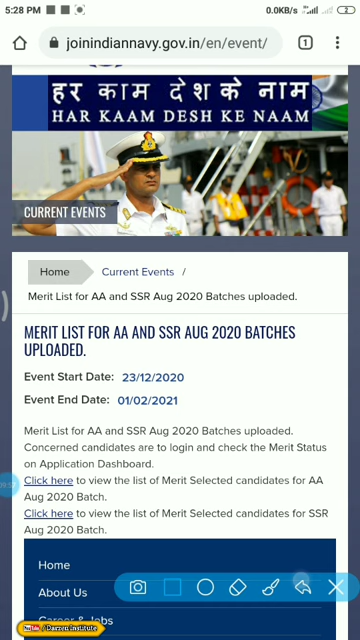 5:28 PM
0.0KB/s
2
joinindiannavy.gov.in/en/event/
1
हर काम देश के नाम
HAR KAAM DESH KE NAAM
CURRENT EVENTS
Home
Current Events /
Merit List for AA and SSR Aug 2020 Batches uploaded.
MERIT LIST FOR AA AND SSR AUG 2020 BATCHES
UPLOADED.
Event Start Date: 23/12/2020
Event End Date: 01/02/2021
Merit List for AA and SSR Aug 2020 Batches uploaded.
Concerned candidates are to login and check the Merit Status
on Application Dashboard.
Click here to view the list of Merit Selected candidates for AA
Aug 2020 Batch.
Click here to view the list of Merit Selected candidates for SSR
Aug 2020 Batch.
Home
About Us
Career & Jobs